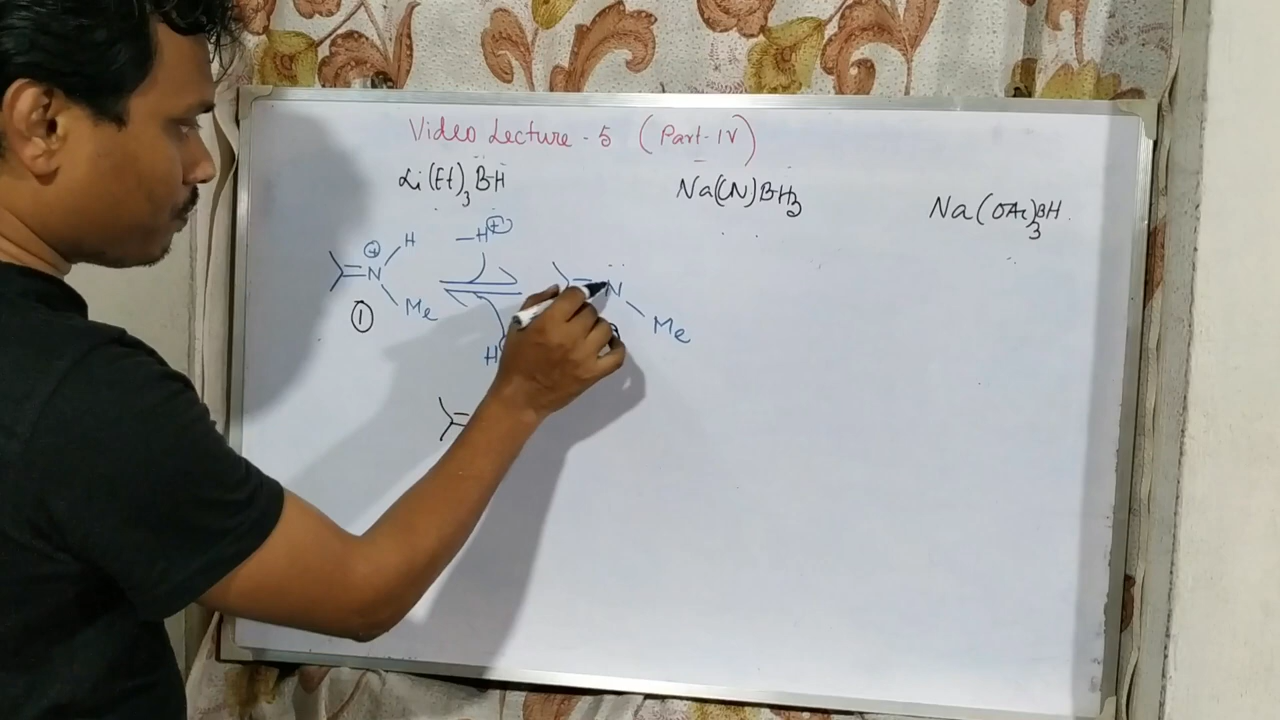 Video Lecture - 5 (Part-IV)
Li(Et)3BH
Na(CN)BH3
Na(OAc)3BH
-H⊕
⊕ H
N
Me
1
N
Me
H